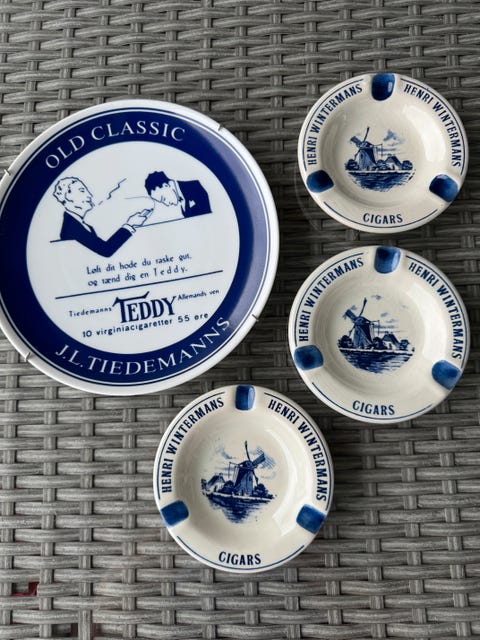 OLD CLASSIC
Løft dit hode du raske gut,
og tænd dig en Teddy.
Tiedemanns TEDDY Allemands ven
10 virginiacigaretter 55 øre
J.L. TIEDEMANNS
HENRI WINTERMANS
HENRI WINTERMANS
CIGARS
HENRI WINTERMANS
HENRI WINTERMANS
CIGARS
HENRI WINTERMANS
HENRI WINTERMANS
CIGARS